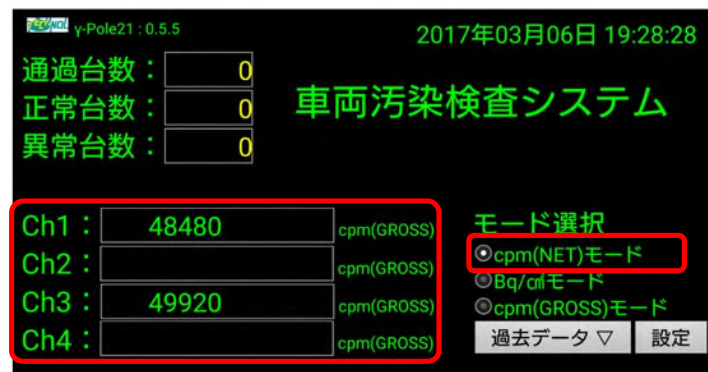 TECHNOL γ-Pole21 : 0.5.5
2017年03月06日 19:28:28
通過台数： 0
正常台数： 0
異常台数： 0
車両汚染検査システム
Ch1： 48480 cpm(GROSS)
Ch2： cpm(GROSS)
Ch3： 49920 cpm(GROSS)
Ch4： cpm(GROSS)
モード選択
cpm(NET)モード
Bq/c㎡モード
cpm(GROSS)モード
過去データ ▽ 設定